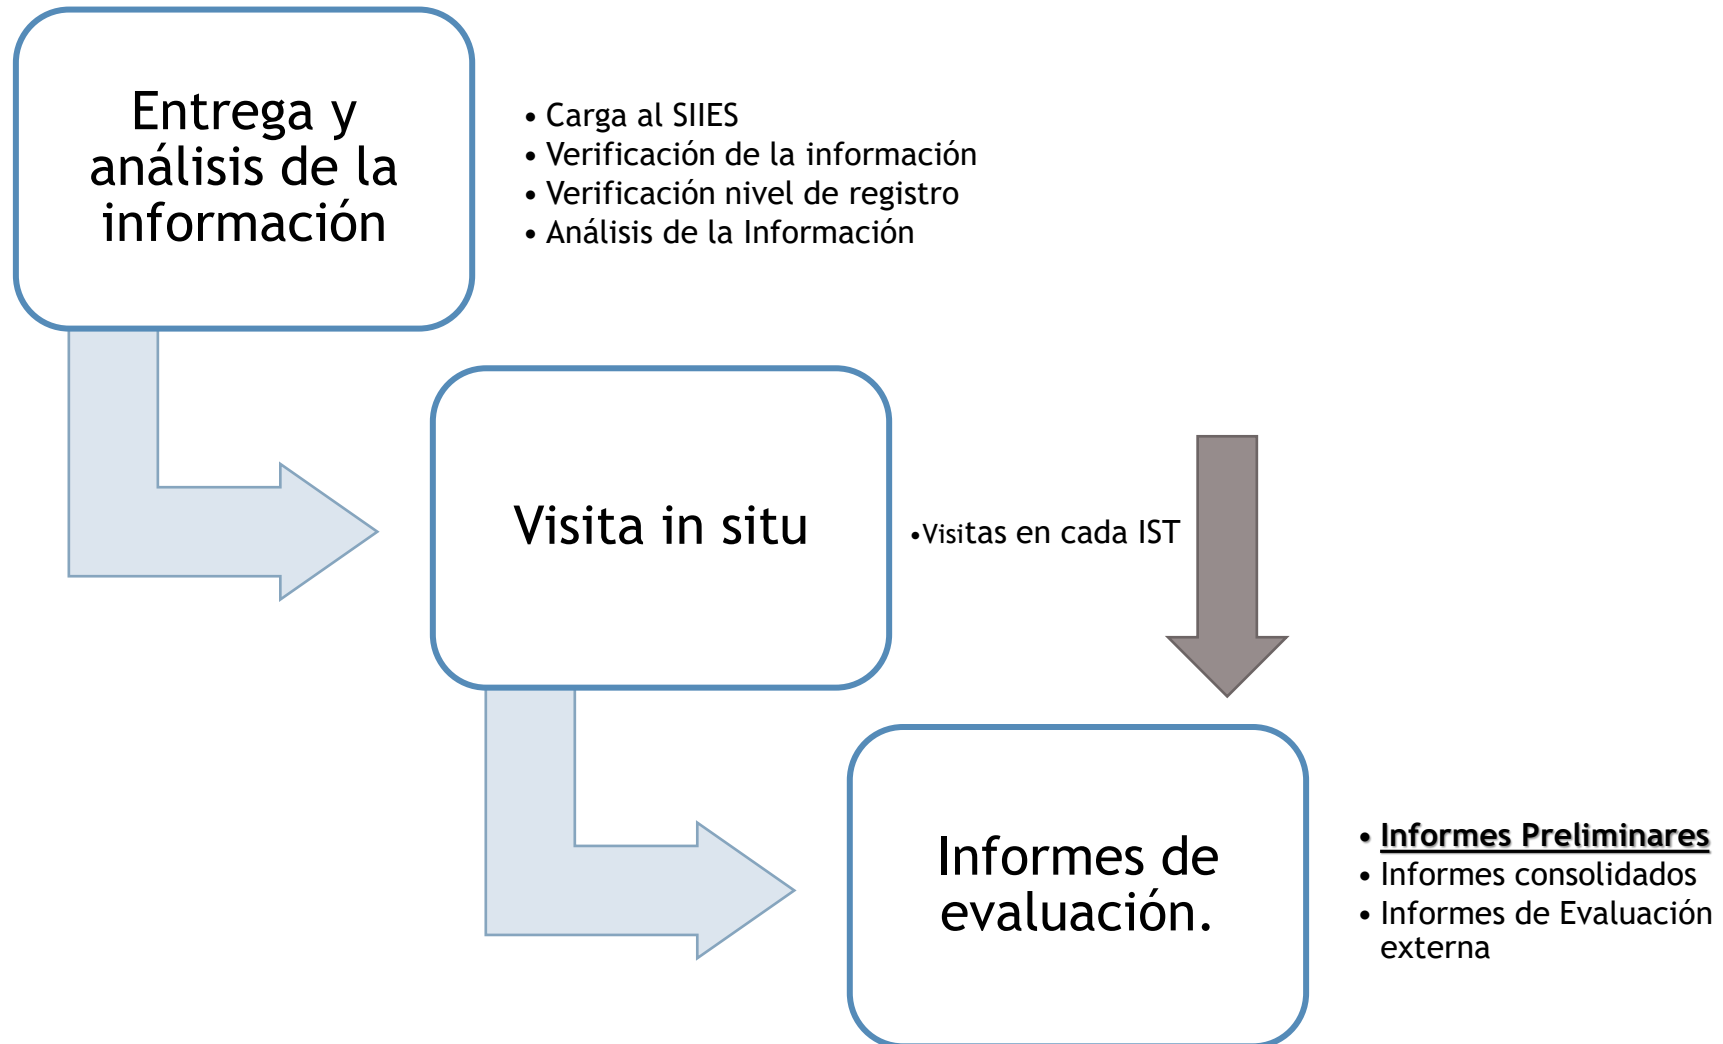 Entrega y
análisis de la
información
• Carga al SIIES
• Verificación de la información
• Verificación nivel de registro
• Análisis de la Información
Visita in situ
• Visitas en cada IST
Informes de
evaluación.
• Informes Preliminares
• Informes consolidados
• Informes de Evaluación
externa